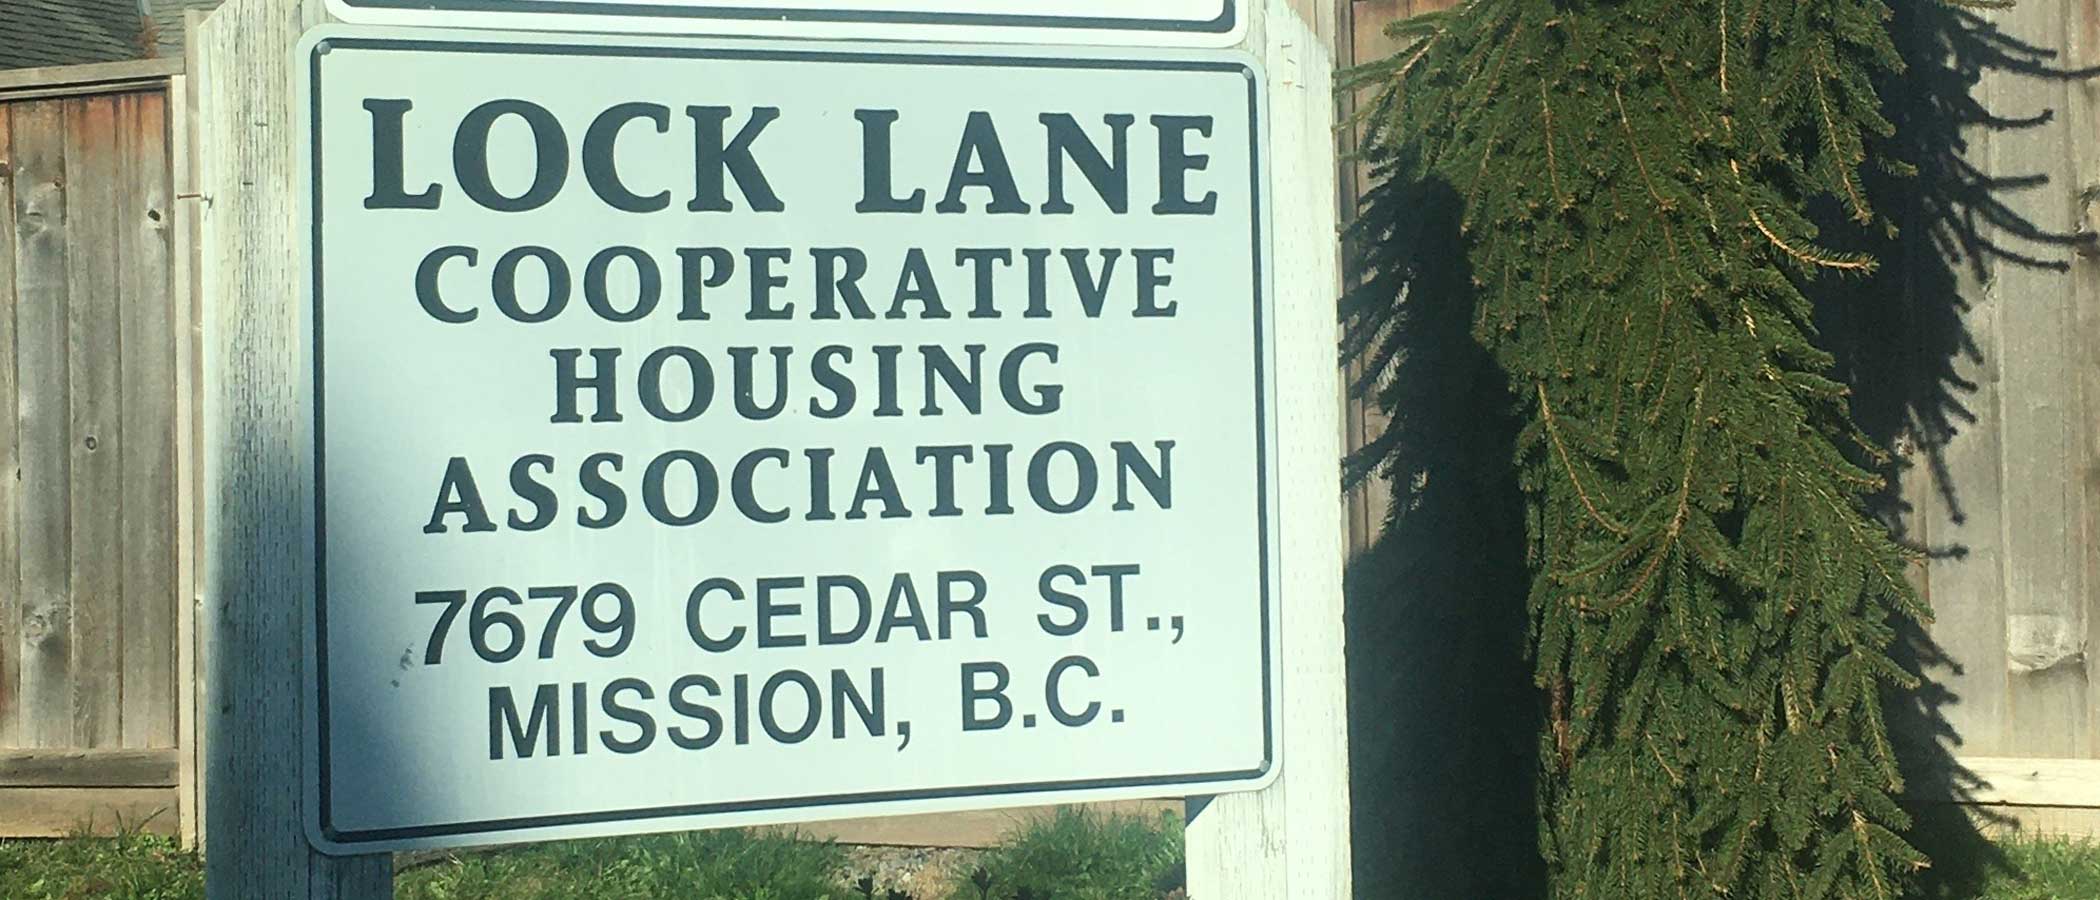 LOCK LANE
COOPERATIVE
HOUSING
ASSOCIATION
7679 CEDAR ST.,
MISSION, B.C.